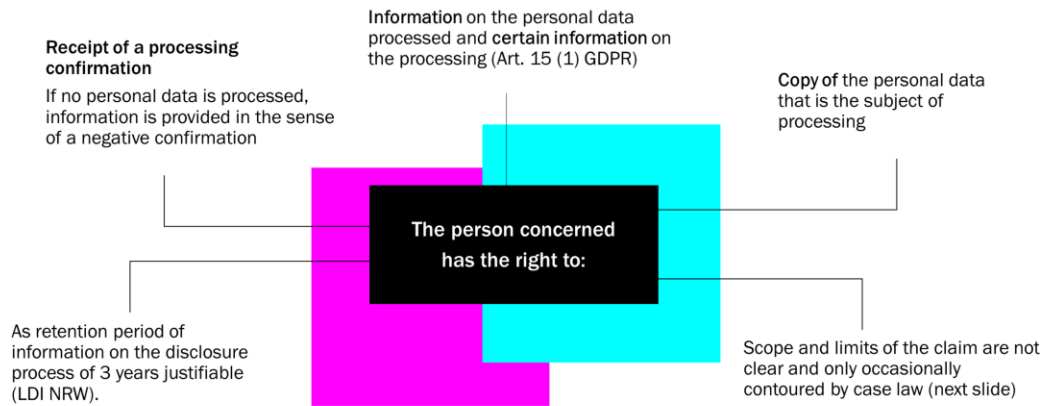 Receipt of a processing
confirmation
If no personal data is processed,
information is provided in the sense
of a negative confirmation
Information on the personal data
processed and certain information on
the processing (Art. 15 (1) GDPR)
Copy of the personal data
that is the subject of
processing
The person concerned
has the right to:
As retention period of
information on the disclosure
process of 3 years justifiable
(LDI NRW).
Scope and limits of the claim are not
clear and only occasionally
contoured by case law (next slide)